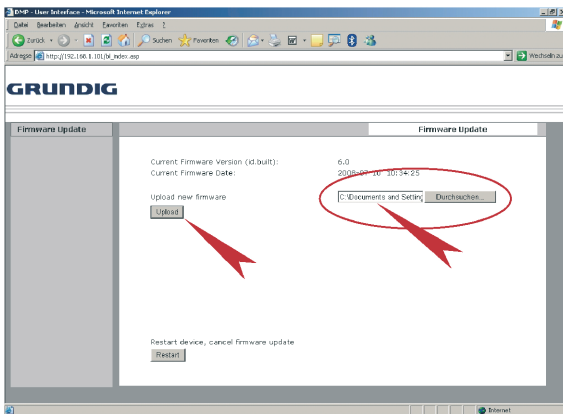 DMP - User Interface - Microsoft Internet Explorer
Datei Bearbeiten Ansicht Favoriten Extras ?
Zurück Suchen Favoriten
Adresse http://192.168.1.101/bl_index.asp Wechseln zu
GRUNDIG
Firmware Update Firmware Update
Current Firmware Version (id.built): 6.0
Current Firmware Date: 2008-07-10 10:34:25
Upload new firmware C:\Documents and Setting Durchsuchen...
Upload
Restart device, cancel firmware update
Restart
Internet